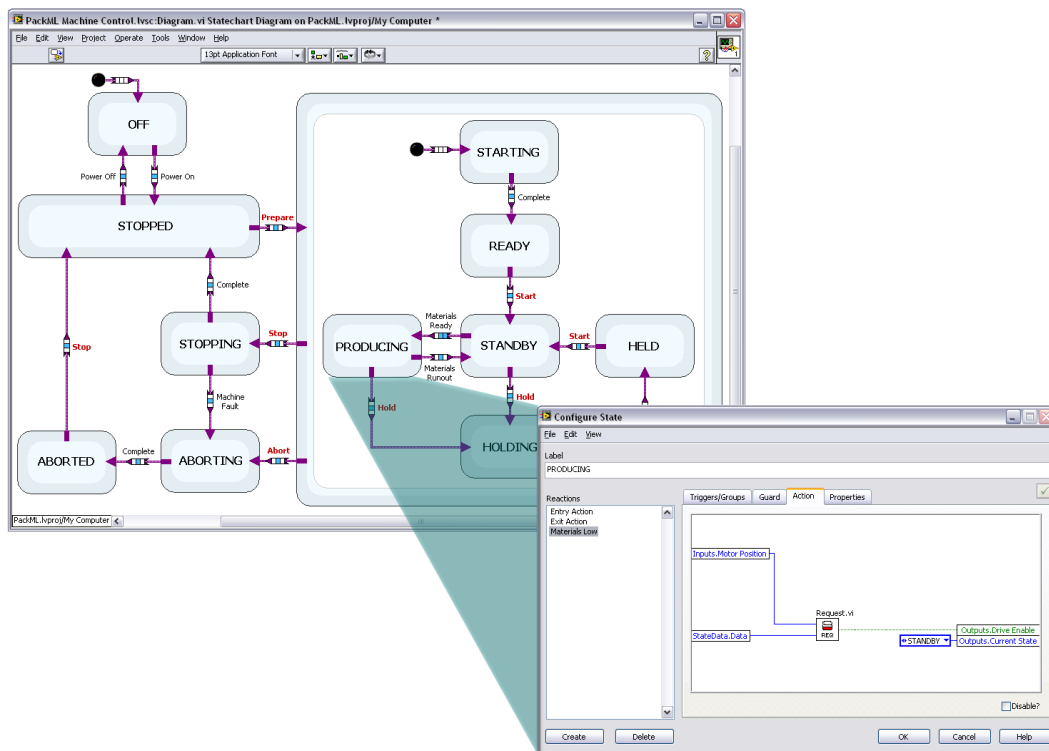 PackML Machine Control.lvsc:Diagram.vi Statechart Diagram on PackML.lvproj/My Computer *
File Edit View Project Operate Tools Window Help
13pt Application Font
?
1
OFF
Power Off
Power On
STOPPED
Prepare
Complete
STOPPING
Stop
Stop
Machine
Fault
ABORTED
Complete
ABORTING
Abort
STARTING
Complete
READY
Start
Materials
Ready
PRODUCING
STANDBY
Start
HELD
Materials
Runout
Hold
Hold
HOLDING
PackML.lvproj/My Computer
Configure State
File Edit View
Label
PRODUCING
Reactions
Entry Action
Exit Action
Materials Low
Triggers/Groups Guard Action Properties
Inputs.Motor Position
Request.vi
REQ
StateData.Data
Outputs.Drive Enable
STANDBY
Outputs.Current State
Disable?
Create Delete OK Cancel Help